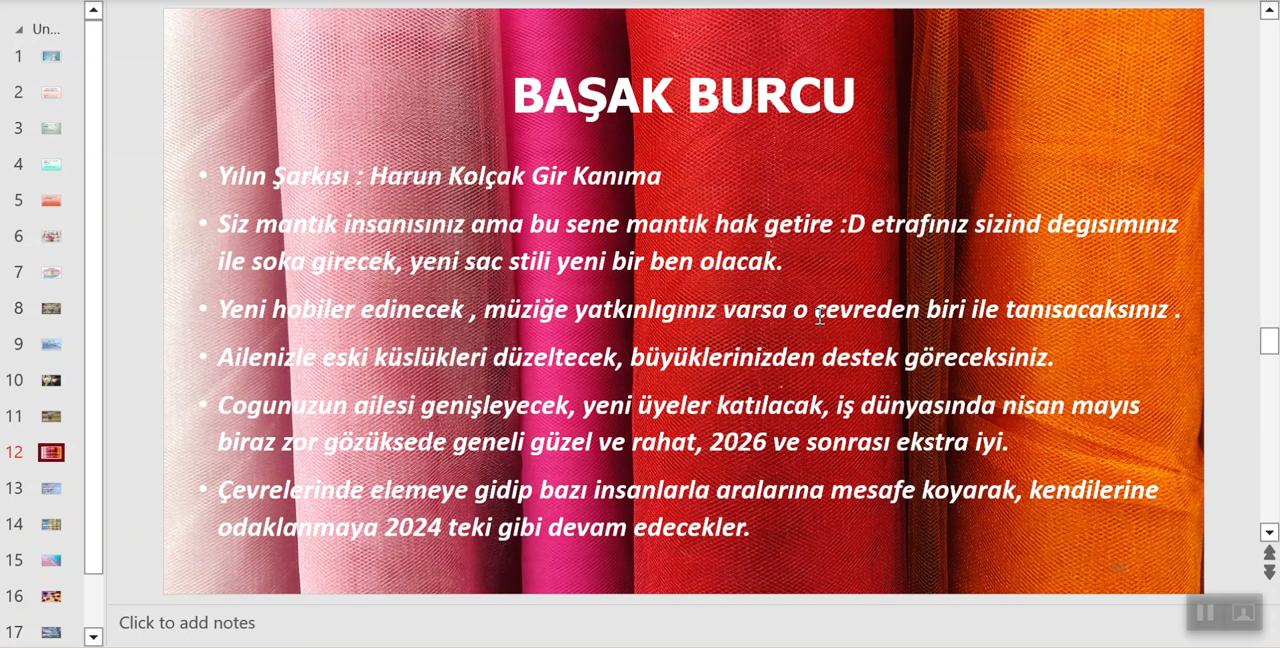 Un...
1
2
3
4
5
6
7
8
9
10
11
12
13
14
15
16
17
BAŞAK BURCU
• Yılın Şarkısı : Harun Kolçak Gir Kanıma
• Siz mantık insanısınız ama bu sene mantık hak getire :D etrafınız sizind degısımınız
ile soka girecek, yeni sac stili yeni bir ben olacak.
• Yeni hobiler edinecek , müziğe yatkınlıgınız varsa o cevreden biri ile tanısacaksınız .
• Ailenizle eski küslükleri düzeltecek, büyüklerinizden destek göreceksiniz.
• Cogunuzun ailesi genişleyecek, yeni üyeler katılacak, iş dünyasında nisan mayıs
biraz zor gözüksede geneli güzel ve rahat, 2026 ve sonrası ekstra iyi.
• Çevrelerinde elemeye gidip bazı insanlarla aralarına mesafe koyarak, kendilerine
odaklanmaya 2024 teki gibi devam edecekler.
Click to add notes